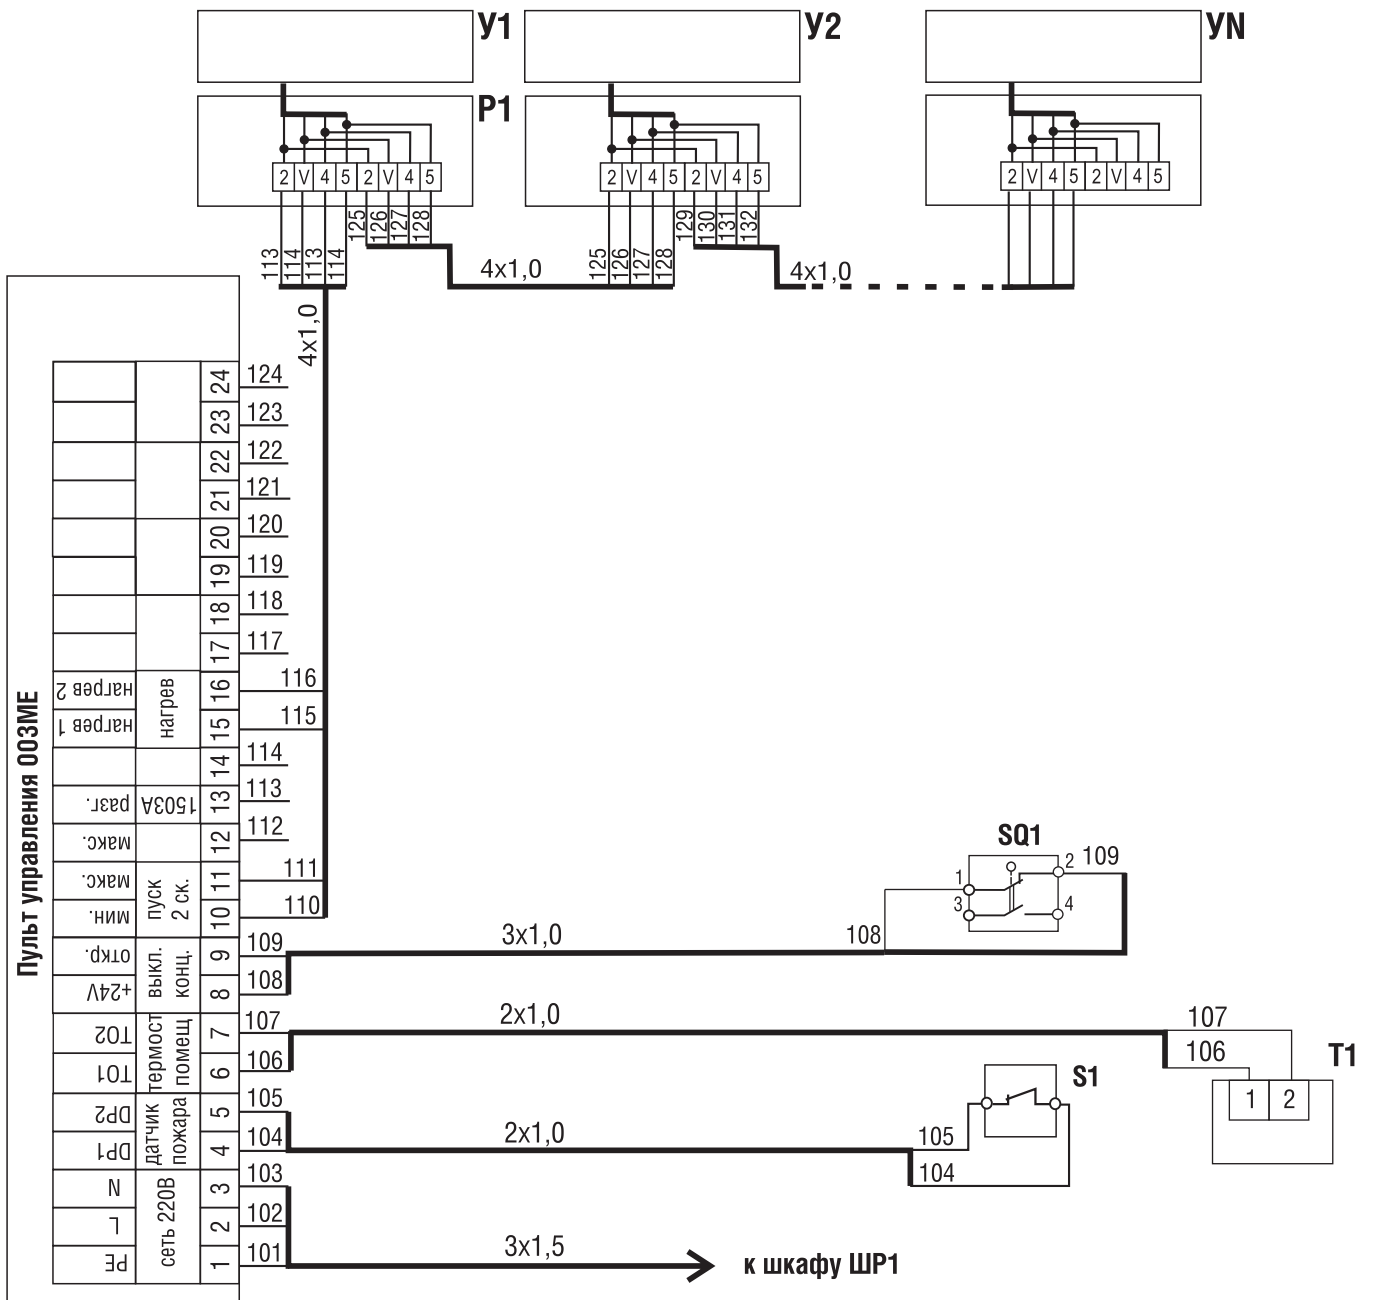 У1
У2
УN
P1
2 V 4 5 2 V 4 5
2 V 4 5 2 V 4 5
2 V 4 5 2 V 4 5
113 114 113 114 125 126 127 128
125 126 127 128 129 130 131 132
4х1,0
4х1,0
4х1,0
Пульт управления 003МЕ
24 124
23 123
22 122
21 121
20 120
19 119
18 118
17 117
нагрев 2 16 116
нагрев
нагрев 1 15 115
14 114
разг. 1503А 13 113
макс. 12 112
макс. 11 111
пуск
2 ск.
мин. 10 110
откр. 9 109
выкл.
конц.
+24V 8 108
ТО2 7 107
термост
помещ
ТО1 6 106
DP2 5 105
датчик
пожара
DP1 4 104
N 3 103
сеть 220В
L 2 102
PE 1 101
SQ1
1 2 109
3 4
108
3х1,0
2х1,0
107
106
Т1
1 2
S1
2х1,0
105
104
3х1,5
к шкафу ШР1